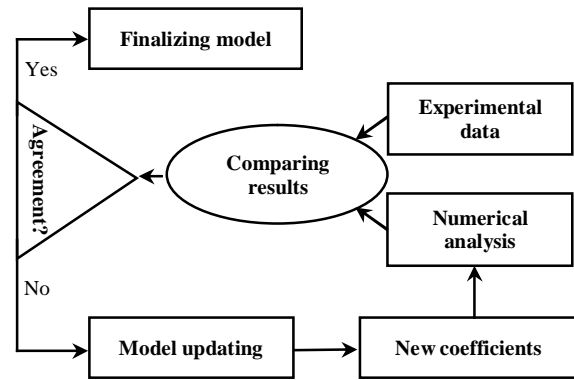 Finalizing model
Yes
Experimental
data
Agreement?
Comparing
results
Numerical
analysis
No
Model updating
New coefficients